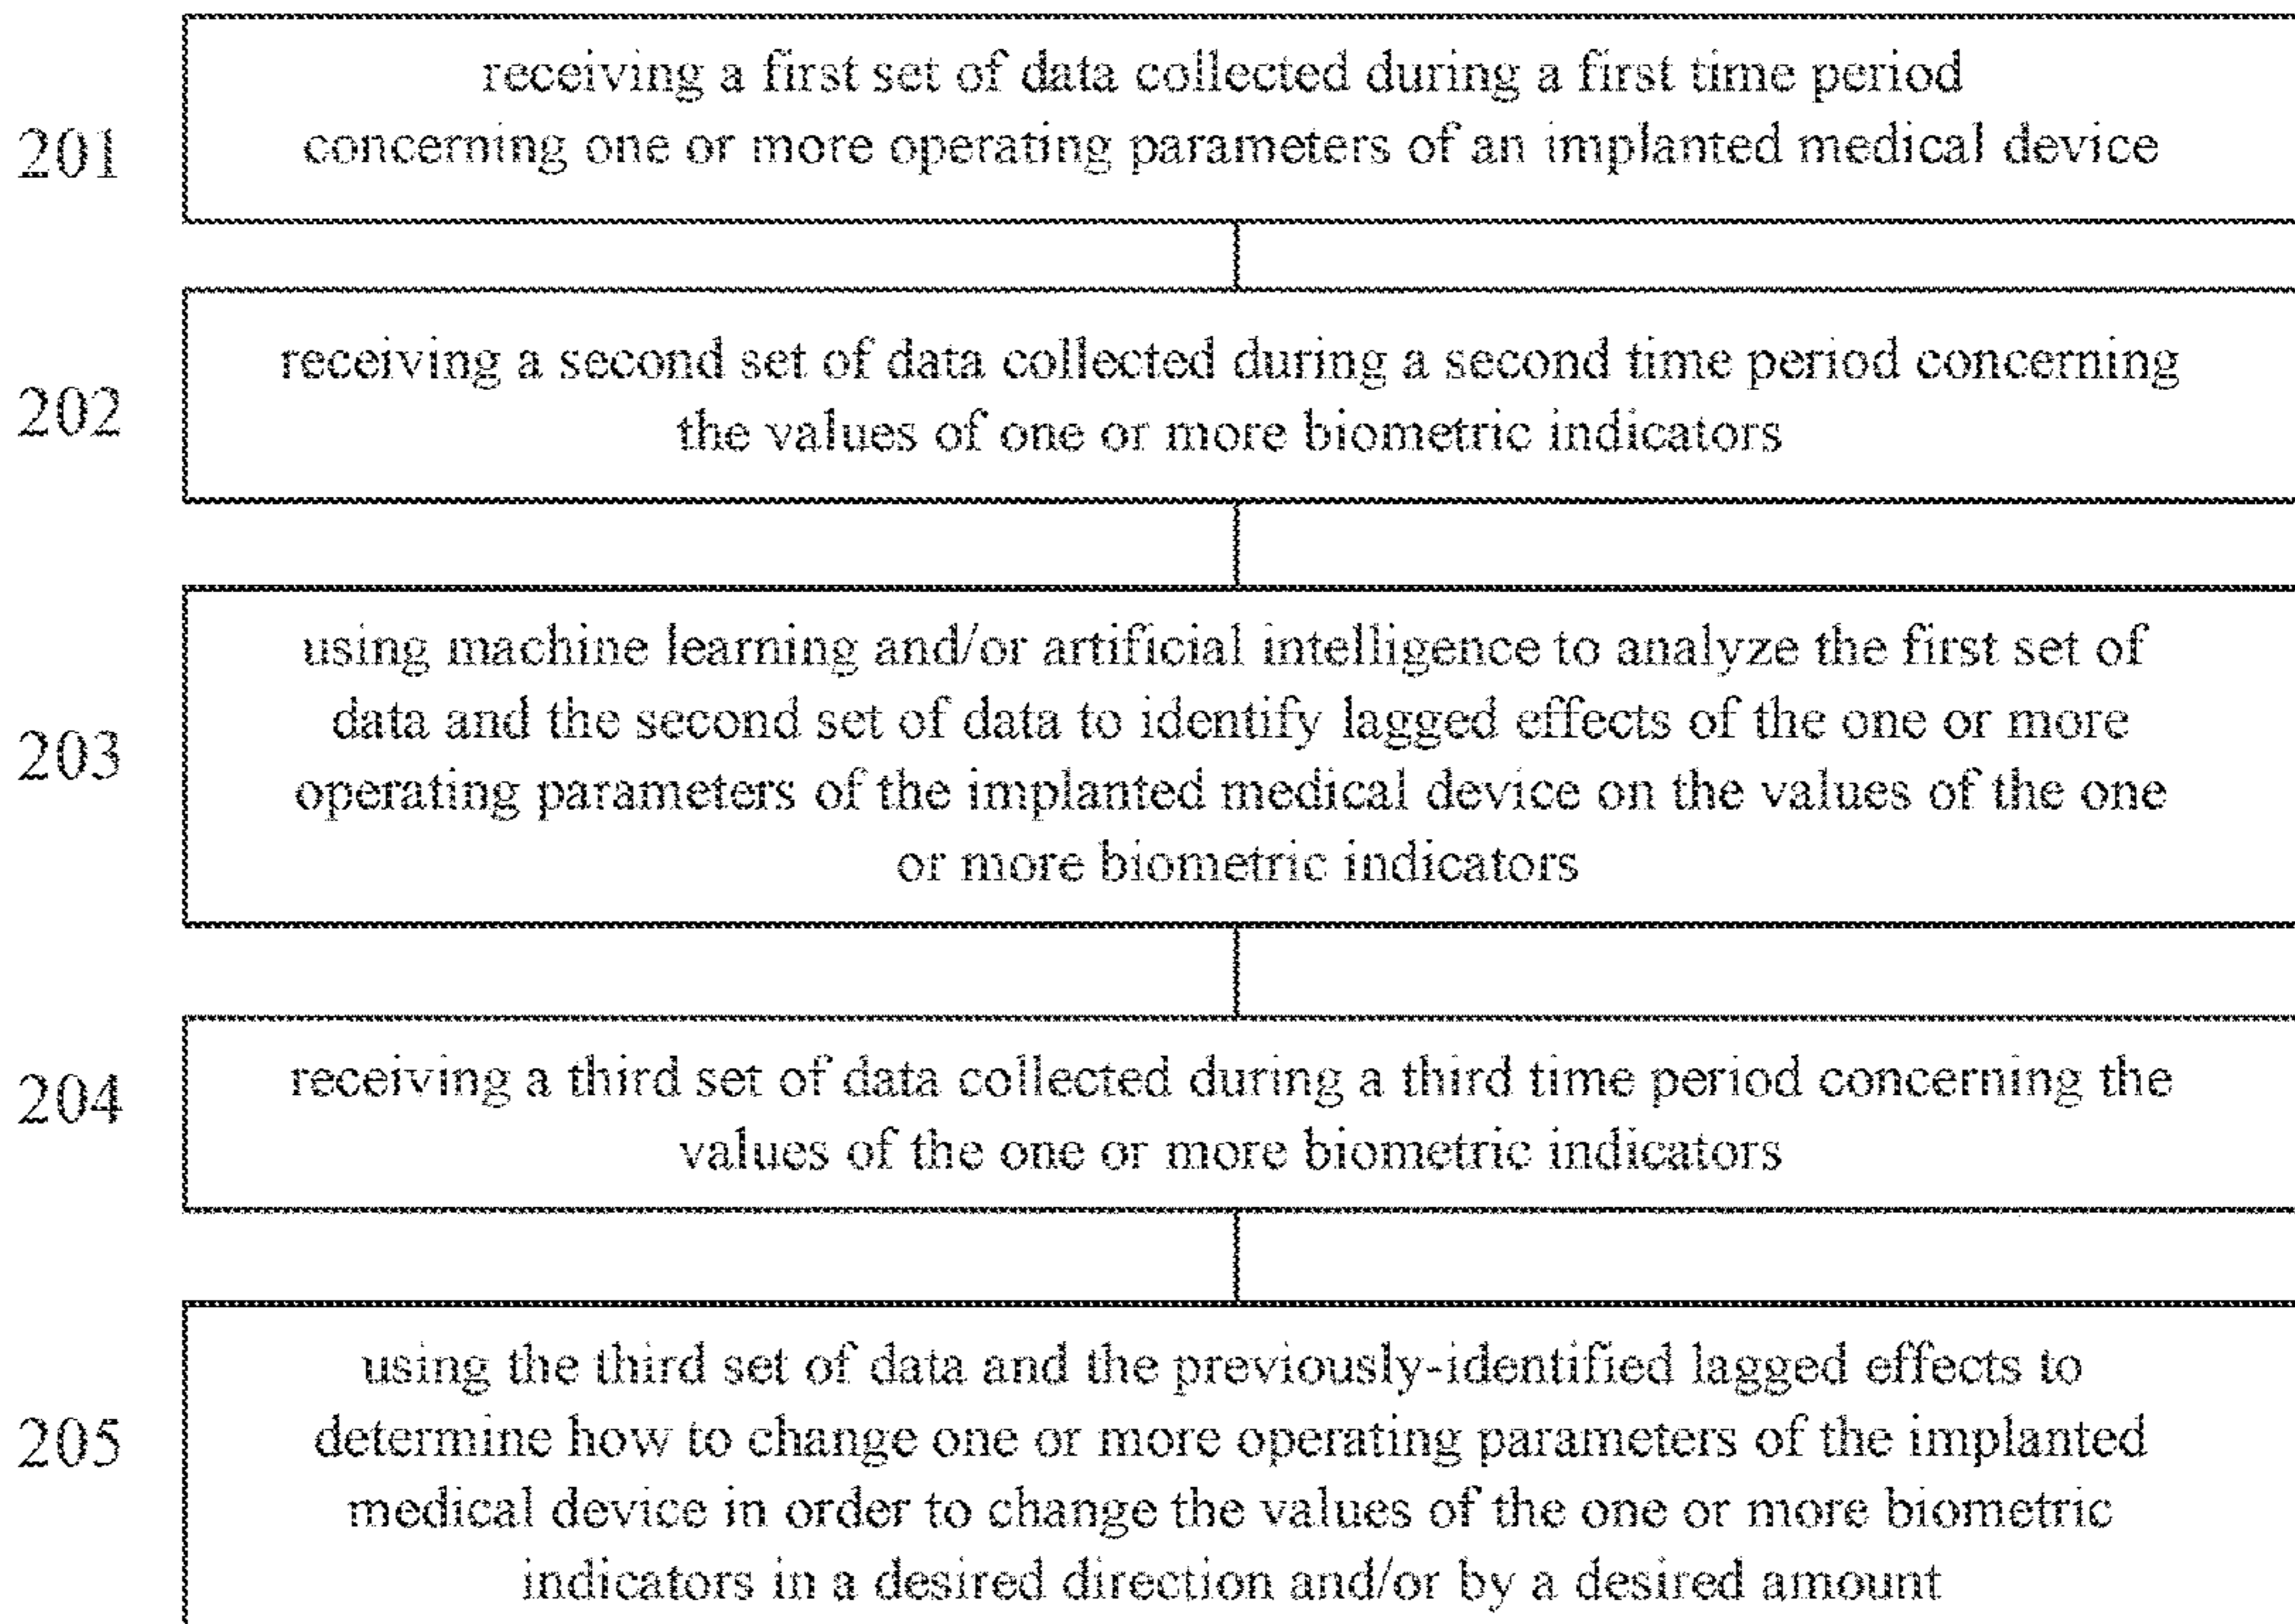 receiving a first set of data collected during a first time period
201
concerning one or more operating parameters of an implanted medical device
receiving a second set of data collected during a second time period concerning
202
the values of one or more biometric indicators
using machine learning and/or artificial intelligence to analyze the first set of
data and the second set of data to identify lagged effects of the one or more
203
operating parameters of the implanted medical device on the values of the one
or more biometric indicators
receiving a third set of data collected during a third time period concerning the
204
values of the one or more biometric indicators
using the third set of data and the previously-identified lagged effects to
determine how to change one or more operating parameters of the implanted
205
medical device in order to change the values of the one or more biometric
indicators in a desired direction and/or by a desired amount